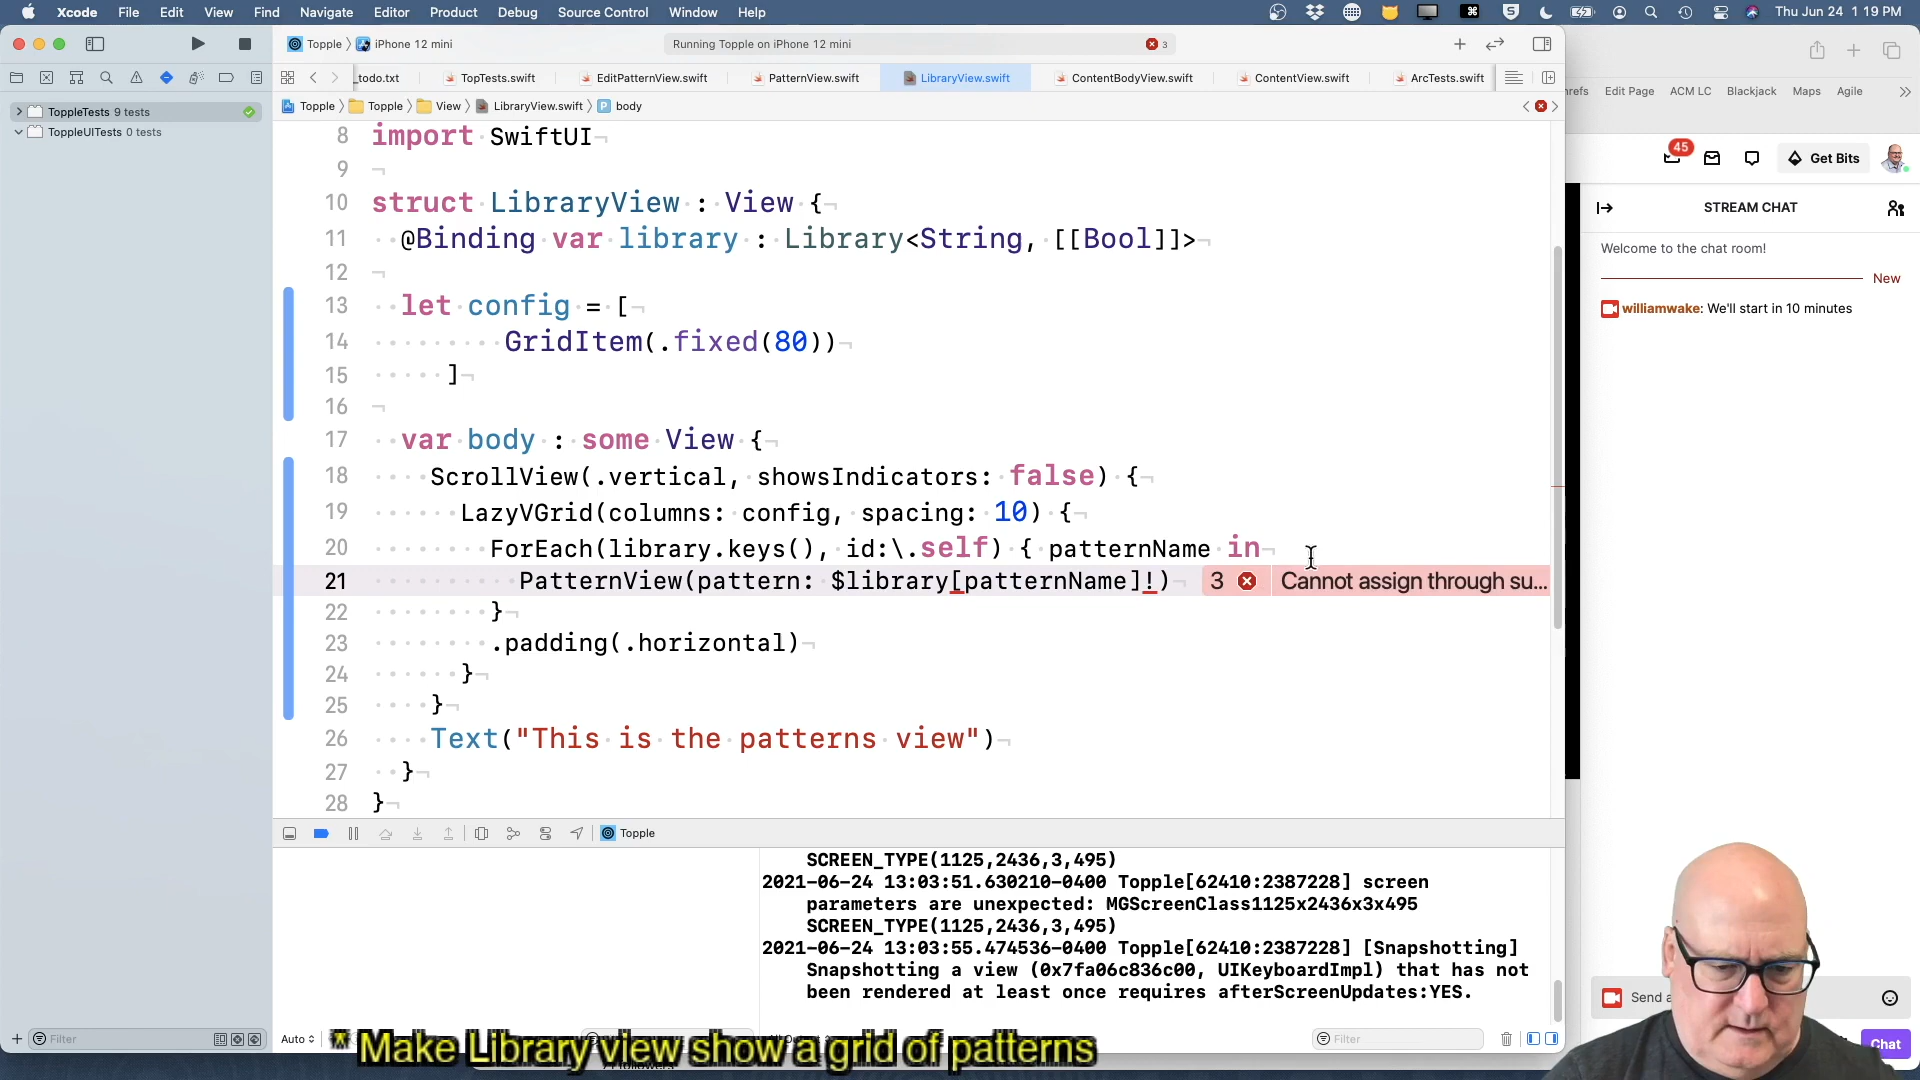 Xcode File Edit View Find Navigate Editor Product Debug Source Control Window Help
Thu Jun 24 1 19 PM
Topple iPhone 12 mini
Running Topple on iPhone 12 mini
3
_todo.txt TopTests.swift EditPatternView.swift PatternView.swift LibraryView.swift ContentBodyView.swift ContentView.swift ArcTests.swift
Topple Topple View LibraryView.swift P body
ToppleTests 9 tests
ToppleUITests 0 tests
8 import SwiftUI
9
10 struct LibraryView : View {
11 @Binding var library : Library<String, [[Bool]]>
12
13 let config = [
14 GridItem(.fixed(80))
15 ]
16
17 var body : some View {
18 ScrollView(.vertical, showsIndicators: false) {
19 LazyVGrid(columns: config, spacing: 10) {
20 ForEach(library.keys(), id:\.self) { patternName in
21 PatternView(pattern: $library[patternName]!) 3 Cannot assign through su...
22 }
23 .padding(.horizontal)
24 }
25 }
26 Text("This is the patterns view")
27 }
28 }
Topple
SCREEN_TYPE(1125,2436,3,495)
2021-06-24 13:03:51.630210-0400 Topple[62410:2387228] screen
parameters are unexpected: MGScreenClass1125x2436x3x495
SCREEN_TYPE(1125,2436,3,495)
2021-06-24 13:03:55.474536-0400 Topple[62410:2387228] [Snapshotting]
Snapshotting a view (0x7fa06c836c00, UIKeyboardImpl) that has not
been rendered at least once requires afterScreenUpdates:YES.
Filter
Auto
Filter
* Make Library view show a grid of patterns
Edit Page ACM LC Blackjack Maps Agile
45
Get Bits
STREAM CHAT
Welcome to the chat room!
New
williamwake: We'll start in 10 minutes
Send a
Chat